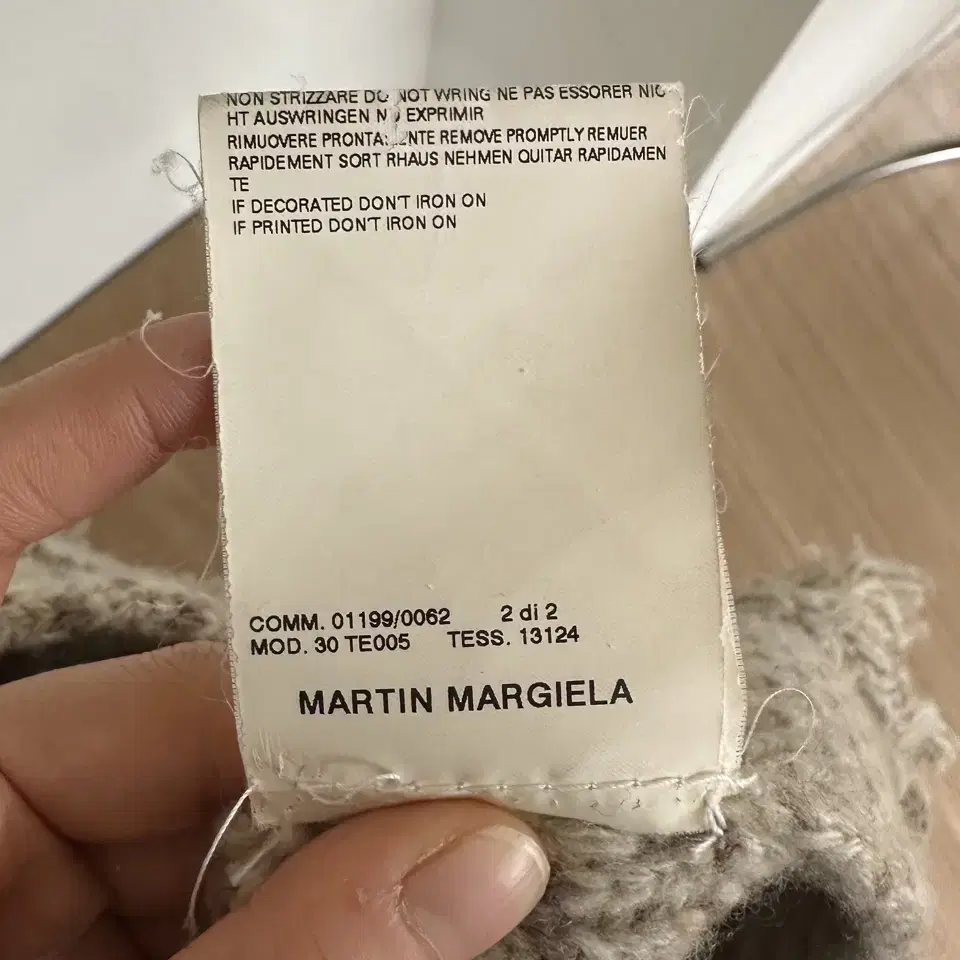 NON STRIZZARE DO NOT WRING NE PAS ESSORER NIC
HT AUSWRINGEN NO EXPRIMIR
RIMUOVERE REMOVE PROMPTLY REMUER
RAPIDEMENT SORT RHAUS NEHMEN QUITAR RAPIDAMEN
TE
IF DECORATED DON'T IRON ON
IF PRINTED DON'T IRON ON
COMM. 01199/0062 2 di 2
MOD. 30 TE005 TESS. 13124
MARTIN MARGIELA